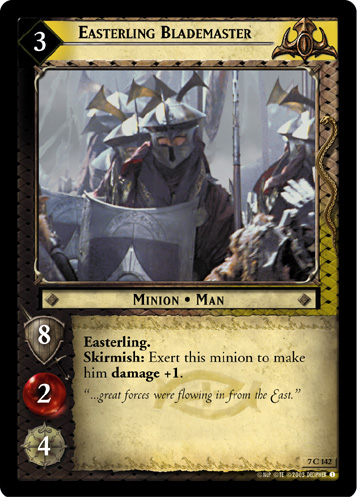 3
Easterling Blademaster
Minion • Man
8
Easterling.
Skirmish: Exert this minion to make
him damage +1.
2
"...great forces were flowing in from the East."
4
7 C 142